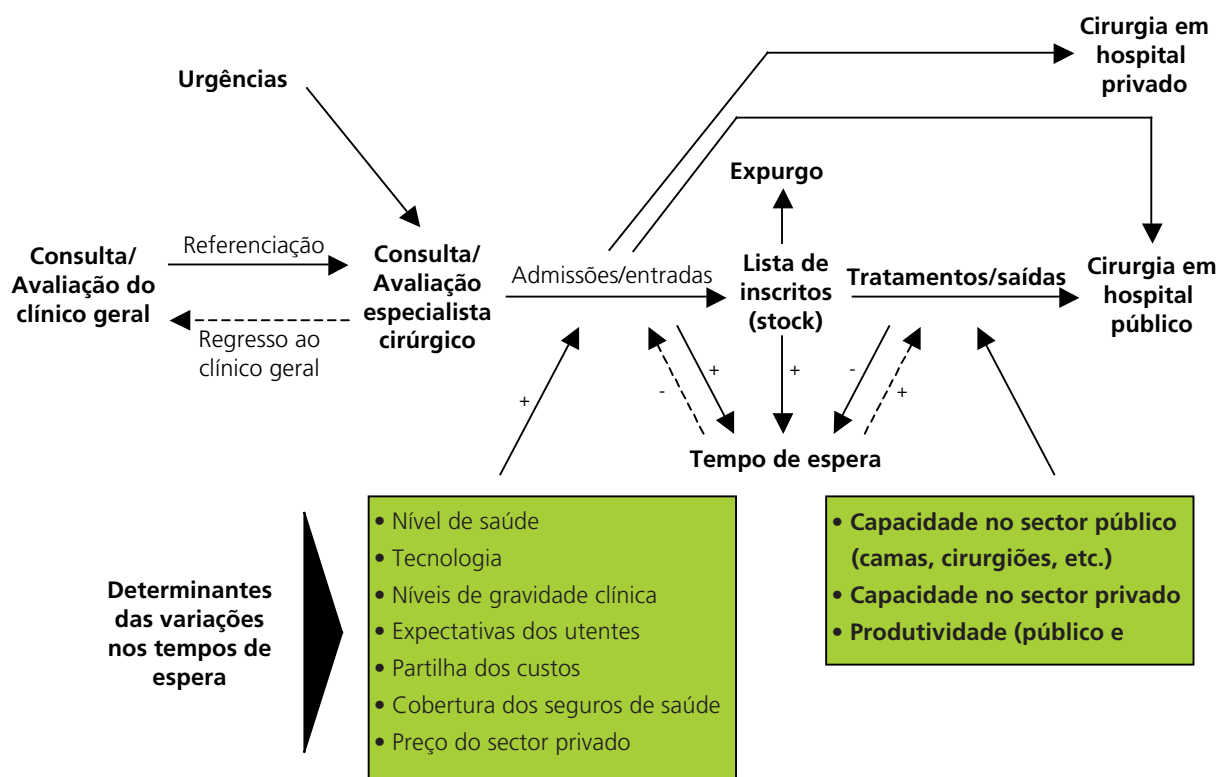 Cirurgia em
hospital
privado
Urgências
Expurgo
Consulta/
Avaliação do
clínico geral
Referenciação
Regresso ao
clínico geral
Consulta/
Avaliação
especialista
cirúrgico
Admissões/entradas
Lista de
inscritos
(stock)
Tratamentos/saídas
Cirurgia em
hospital
público
+
-
+
+
-
+
Tempo de espera
Determinantes
das variações
nos tempos de
espera
• Nível de saúde
• Tecnologia
• Níveis de gravidade clínica
• Expectativas dos utentes
• Partilha dos custos
• Cobertura dos seguros de saúde
• Preço do sector privado
• Capacidade no sector público
(camas, cirurgiões, etc.)
• Capacidade no sector privado
• Produtividade (público e